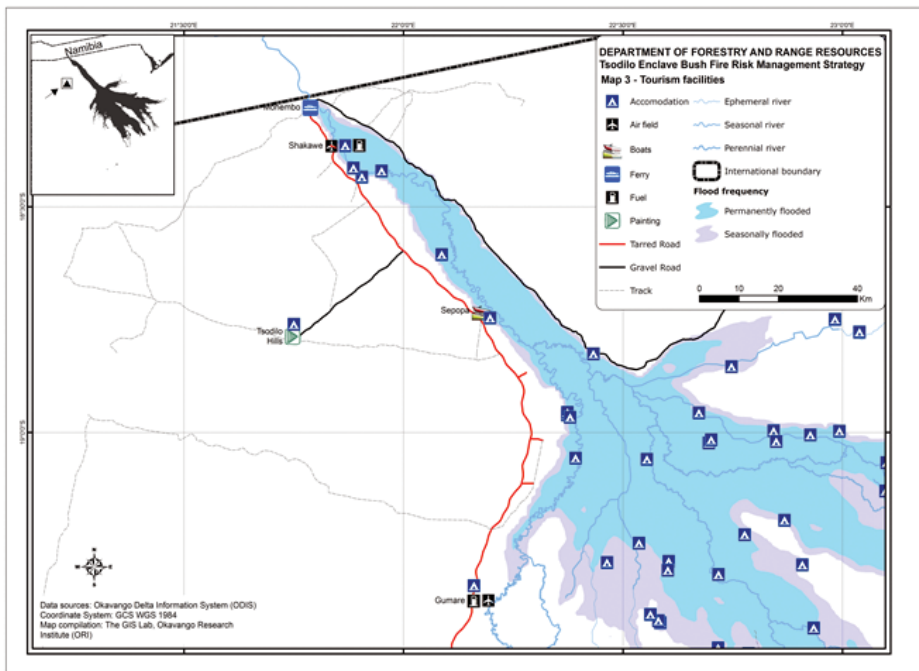 21°30'0"E
22°0'0"E
22°30'0"E
23°0'0"E
Namibia
DEPARTMENT OF FORESTRY AND RANGE RESOURCES
Tsodilo Enclave Bush Fire Risk Management Strategy
Map 3 - Tourism facilities
Accomodation
Air field
Boats
Ferry
Fuel
Painting
Tarred Road
Gravel Road
Track
Ephemeral river
Seasonal river
Perennial river
International boundary
Flood frequency
Permanently flooded
Seasonally flooded
0 10 20 40
Km
Mohembo
Shakawe
18°30'0"S
Sepopa
Tsodilo
Hills
19°0'0"S
N
W E
S
Gumare
Data sources: Okavango Delta Information System (ODIS)
Coordinate System: GCS WGS 1984
Map compilation: The GIS Lab, Okavango Research
Institute (ORI)